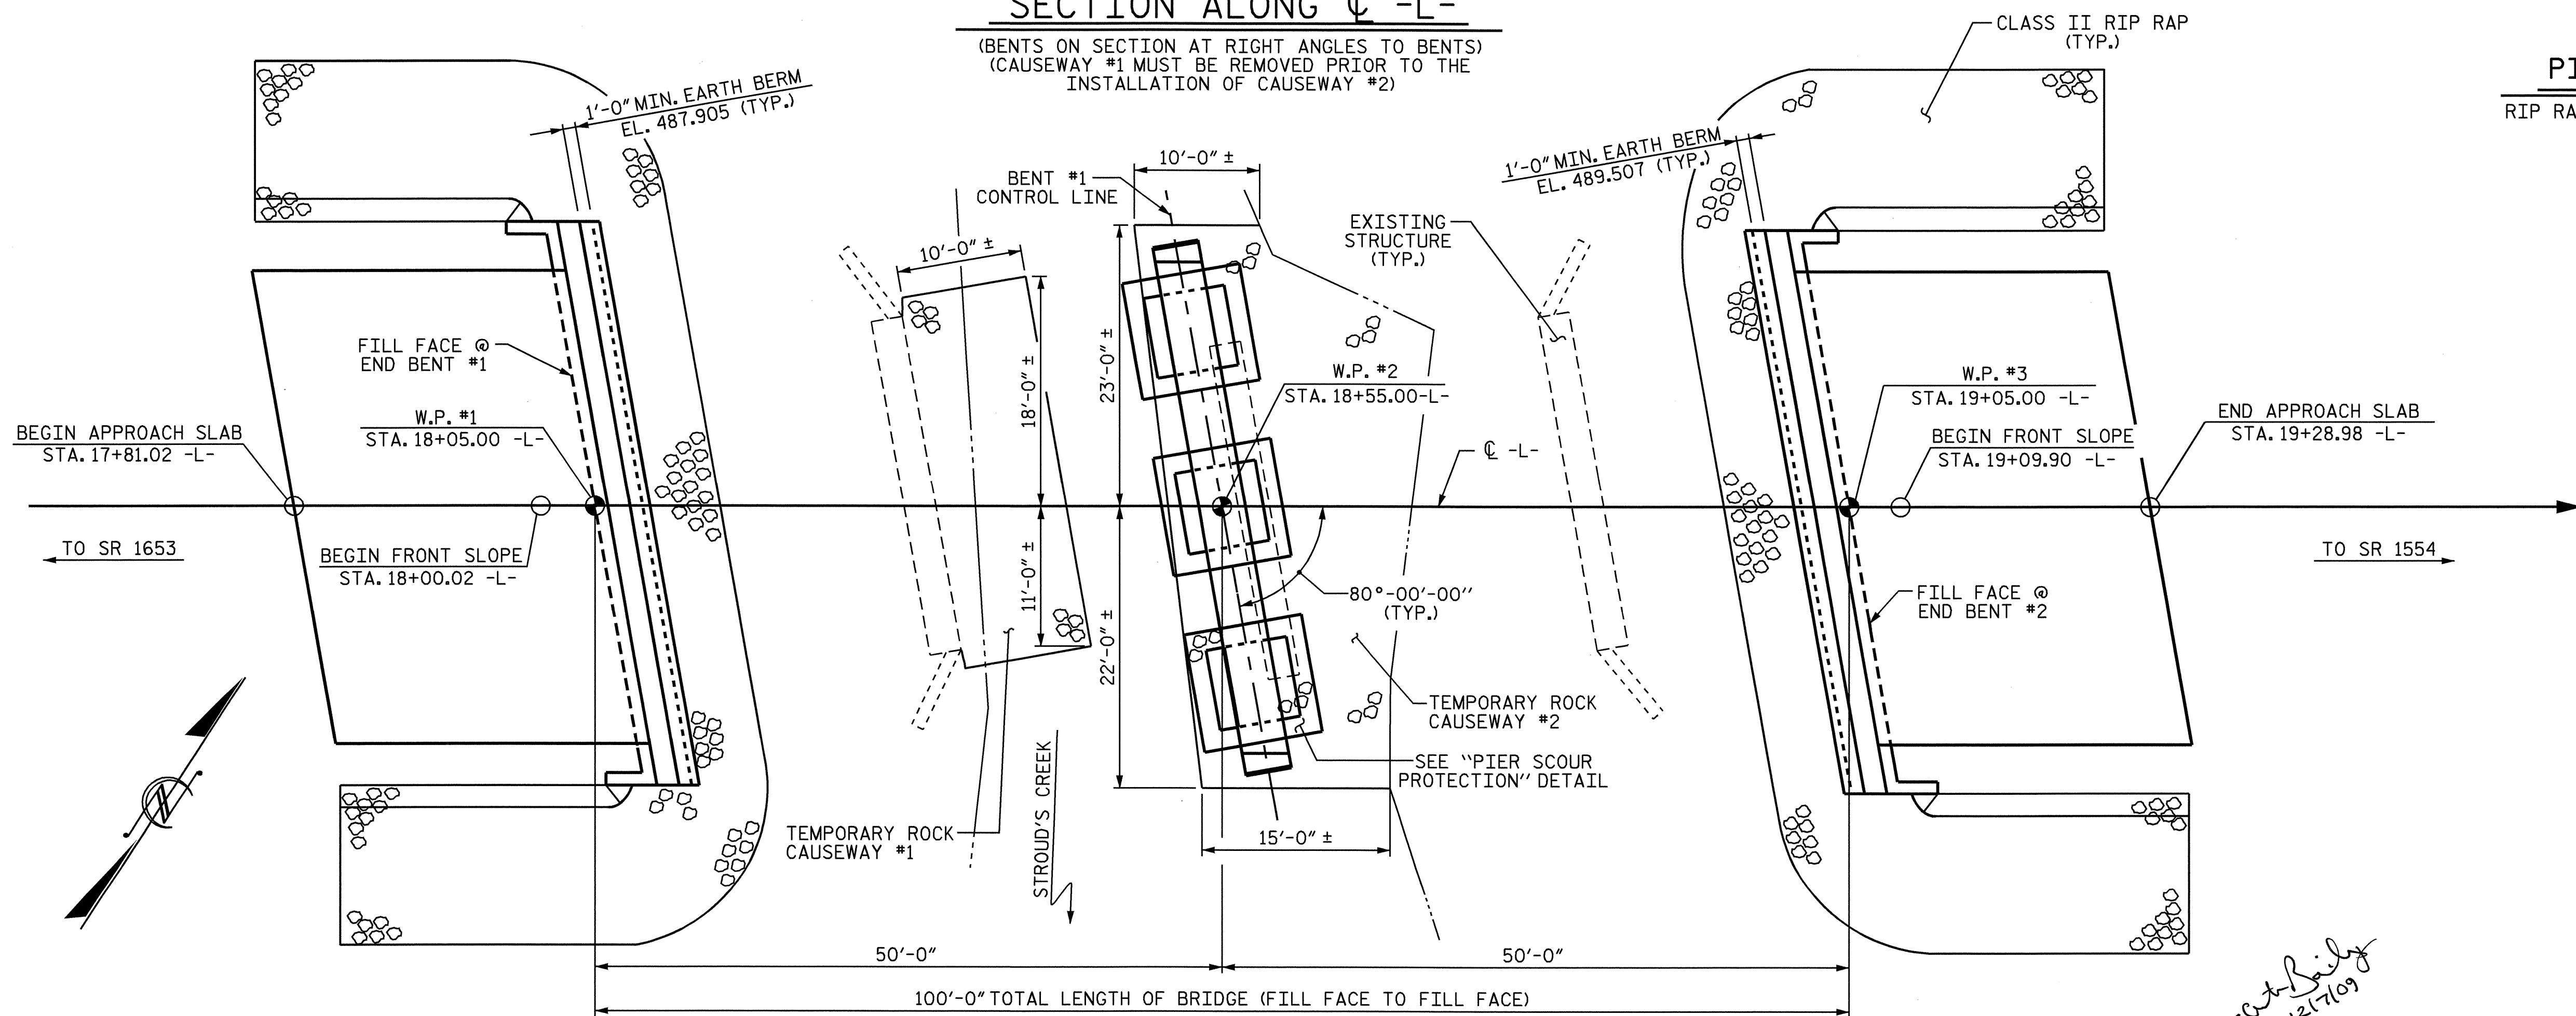 SECTION ALONG ℄ -L-
(BENTS ON SECTION AT RIGHT ANGLES TO BENTS)
(CAUSEWAY #1 MUST BE REMOVED PRIOR TO THE
INSTALLATION OF CAUSEWAY #2)
CLASS II RIP RAP
(TYP.)
PI
RIP RA
1'-0" MIN. EARTH BERM
EL. 487.905 (TYP.)
1'-0" MIN. EARTH BERM
EL. 489.507 (TYP.)
10'-0" ±
BENT #1
CONTROL LINE
10'-0" ±
EXISTING
STRUCTURE
(TYP.)
FILL FACE @
END BENT #1
18'-0" ±
23'-0" ±
W.P. #2
STA. 18+55.00-L-
W.P. #3
STA. 19+05.00 -L-
BEGIN APPROACH SLAB
STA. 17+81.02 -L-
W.P. #1
STA. 18+05.00 -L-
℄ -L-
BEGIN FRONT SLOPE
STA. 19+09.90 -L-
END APPROACH SLAB
STA. 19+28.98 -L-
TO SR 1653
BEGIN FRONT SLOPE
STA. 18+00.02 -L-
11'-0" ±
22'-0" ±
80°-00'-00"
(TYP.)
FILL FACE @
END BENT #2
TO SR 1554
TEMPORARY ROCK
CAUSEWAY #2
SEE "PIER SCOUR
PROTECTION" DETAIL
N
TEMPORARY ROCK
CAUSEWAY #1
STROUD'S CREEK
15'-0" ±
50'-0"
50'-0"
100'-0" TOTAL LENGTH OF BRIDGE (FILL FACE TO FILL FACE)